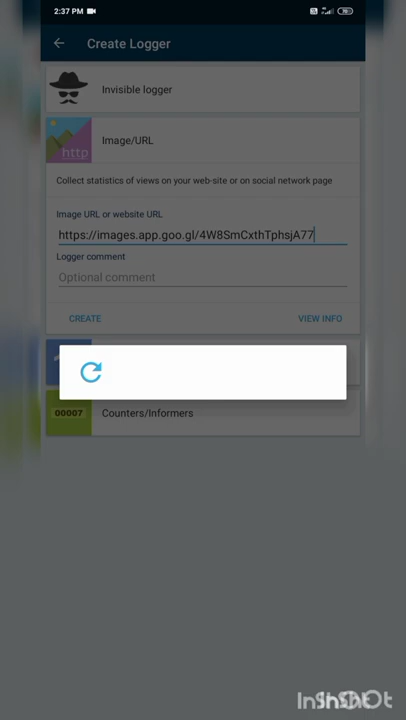 2:37 PM
70
Create Logger
Invisible logger
http
Image/URL
Collect statistics of views on your web-site or on social network page
Image URL or website URL
https://images.app.goo.gl/4W8SmCxthTphsjA77
Logger comment
Optional comment
CREATE
VIEW INFO
00007
Counters/Informers
InShOt